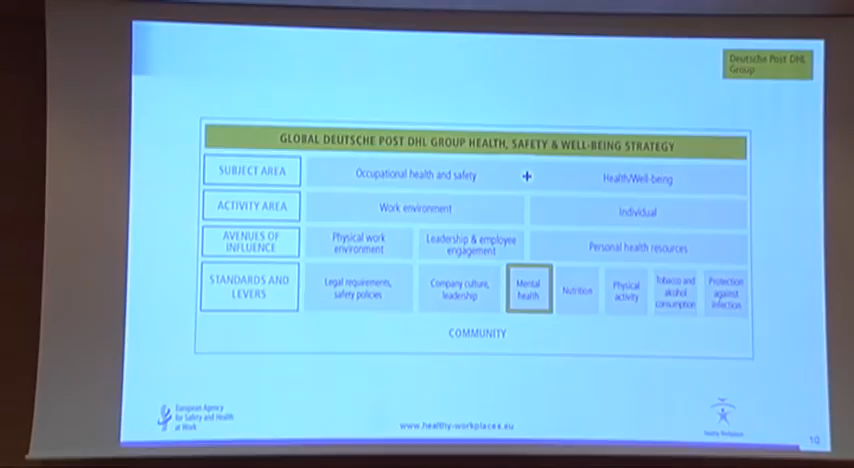 Deutsche Post DHL
Group
GLOBAL DEUTSCHE POST DHL GROUP HEALTH, SAFETY & WELL-BEING STRATEGY
SUBJECT AREA
Occupational health and safety
+
Health/Well-being
ACTIVITY AREA
Work environment
Individual
AVENUES OF
INFLUENCE
Physical work
environment
Leadership & employee
engagement
Personal health resources
STANDARDS AND
LEVERS
Legal requirements,
safety policies
Company culture,
leadership
Mental
health
Nutrition
Physical
activity
Tobacco and
alcohol
consumption
Protection
against
infection
COMMUNITY
European Agency
for Safety and Health
at Work
www.healthy-workplaces.eu
Healthy Workplaces
10